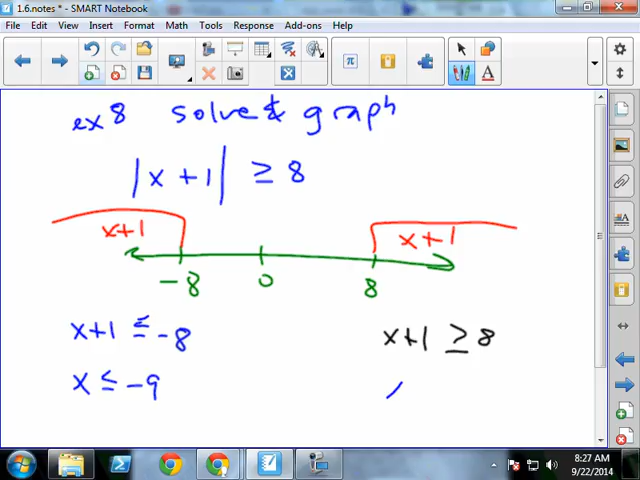 1.6.notes * - SMART Notebook
File Edit View Insert Format Math Tools Response Add-ons Help
π
A
ex 8 solve & graph
|x + 1| ≥ 8
x+1 x+1
-8 0 8
x+1 ≤ -8 x+1 ≥ 8
x ≤ -9
8:27 AM
9/22/2014